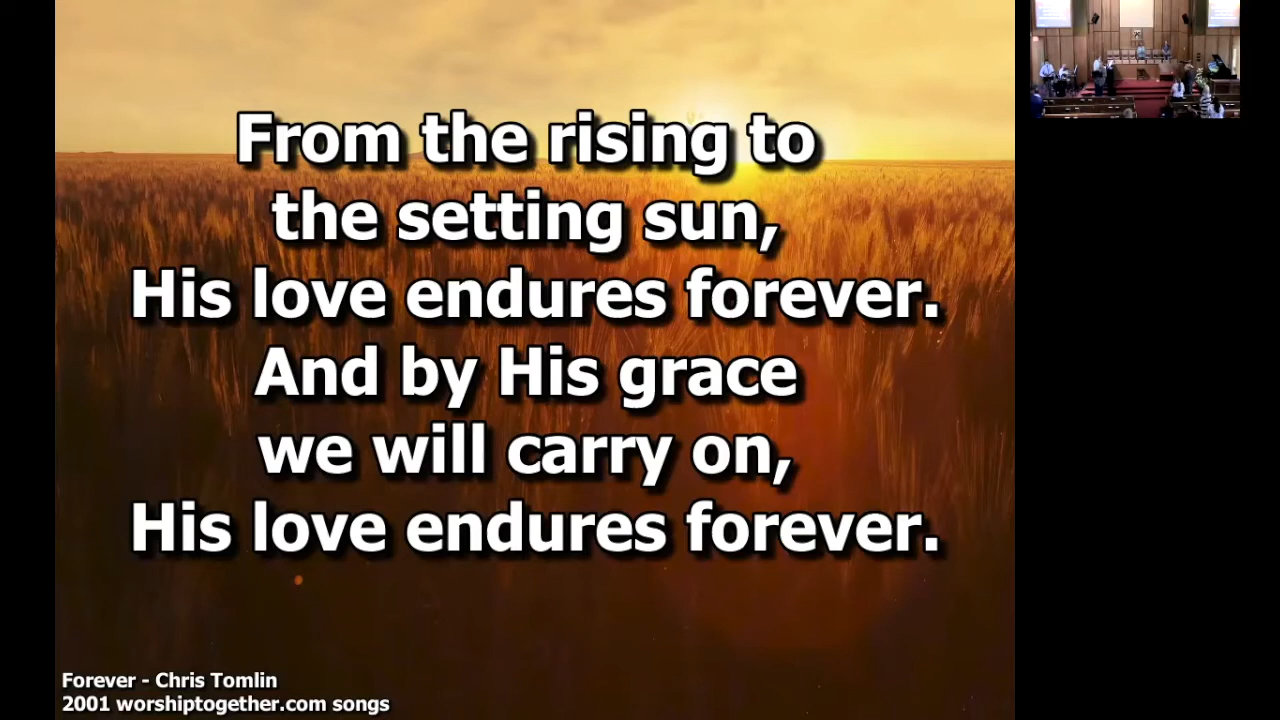 From the rising to
the setting sun,
His love endures forever.
And by His grace
we will carry on,
His love endures forever.
Forever - Chris Tomlin
2001 worshiptogether.com songs